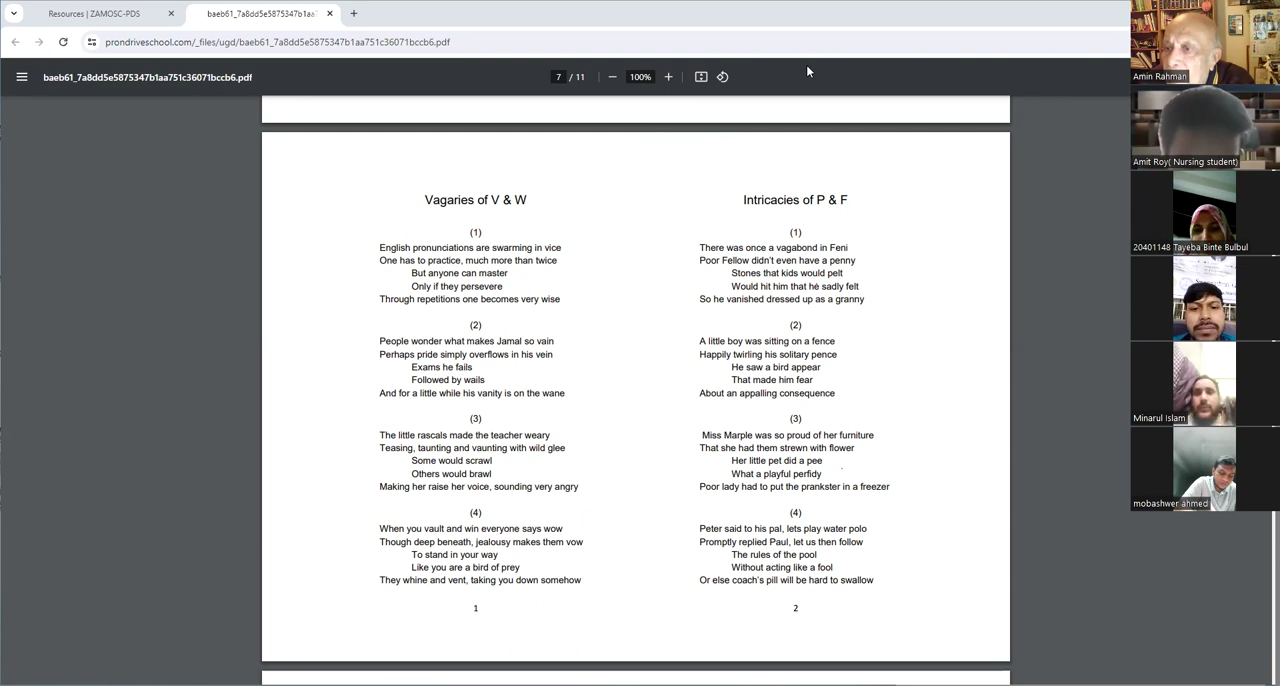 Resources | ZAMOSC-PDS
baeb61_7a8dd5e5875347b1aa7
prondriveschool.com/_files/ugd/baeb61_7a8dd5e5875347b1aa751c36071bccb6.pdf
baeb61_7a8dd5e5875347b1aa751c36071bccb6.pdf
7 / 11
100%
Vagaries of V & W
(1)
English pronunciations are swarming in vice
One has to practice, much more than twice
But anyone can master
Only if they persevere
Through repetitions one becomes very wise
(2)
People wonder what makes Jamal so vain
Perhaps pride simply overflows in his vein
Exams he fails
Followed by wails
And for a little while his vanity is on the wane
(3)
The little rascals made the teacher weary
Teasing, taunting and vaunting with wild glee
Some would scrawl
Others would brawl
Making her raise her voice, sounding very angry
(4)
When you vault and win everyone says wow
Though deep beneath, jealousy makes them vow
To stand in your way
Like you are a bird of prey
They whine and vent, taking you down somehow
1
Intricacies of P & F
(1)
There was once a vagabond in Feni
Poor Fellow didn't even have a penny
Stones that kids would pelt
Would hit him that he sadly felt
So he vanished dressed up as a granny
(2)
A little boy was sitting on a fence
Happily twirling his solitary pence
He saw a bird appear
That made him fear
About an appalling consequence
(3)
Miss Marple was so proud of her furniture
That she had them strewn with flower
Her little pet did a pee
What a playful perfidy
Poor lady had to put the prankster in a freezer
(4)
Peter said to his pal, lets play water polo
Promptly replied Paul, let us then follow
The rules of the pool
Without acting like a fool
Or else coach's pill will be hard to swallow
2
Amin Rahman
Amit Roy( Nursing student)
20401148 Tayeba Binte Bulbul
Minarul Islam
mobashwer ahmed